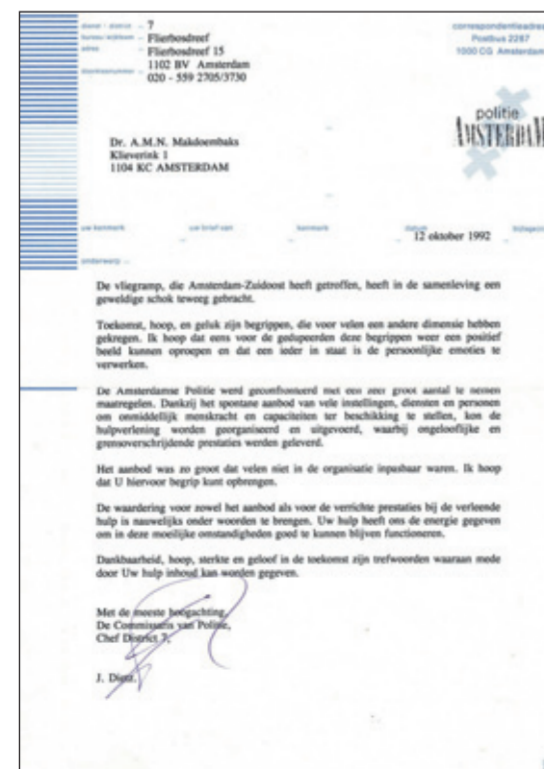 dienst / district – 7
bureau wijkteam – Flierbosdreef
adres – Flierbosdreef 15
1102 BV Amsterdam
doorkiesnummer – 020 - 559 2705/3730
correspondentieadres
Postbus 2287
1000 CG Amsterdam
politie
AMSTERDAM
Dr. A.M.N. Makdoembaks
Klieverink 1
1104 KC AMSTERDAM
uw kenmerk uw brief van kenmerk datum bijlagen
12 oktober 1992
onderwerp
De vliegramp, die Amsterdam-Zuidoost heeft getroffen, heeft in de samenleving een
geweldige schok teweeg gebracht.
Toekomst, hoop, en geluk zijn begrippen, die voor velen een andere dimensie hebben
gekregen. Ik hoop dat eens voor de gedupeerden deze begrippen weer een positief
beeld kunnen oproepen en dat een ieder in staat is de persoonlijke emoties te
verwerken.
De Amsterdamse Politie werd geconfronteerd met een zeer groot aantal te nemen
maatregelen. Dankzij het spontane aanbod van vele instellingen, diensten en personen
om onmiddellijk menskracht en capaciteiten ter beschikking te stellen, kon de
hulpverlening worden georganiseerd en uitgevoerd, waarbij ongelooflijke en
grensoverschrijdende prestaties werden geleverd.
Het aanbod was zo groot dat velen niet in de organisatie inpasbaar waren. Ik hoop
dat U hiervoor begrip kunt opbrengen.
De waardering voor zowel het aanbod als voor de verrichte prestaties bij de verleende
hulp is nauwelijks onder woorden te brengen. Uw hulp heeft ons de energie gegeven
om in deze moeilijke omstandigheden goed te kunnen blijven functioneren.
Dankbaarheid, hoop, sterkte en geloof in de toekomst zijn trefwoorden waaraan mede
door Uw hulp inhoud kan worden gegeven.
Met de meeste hoogachting,
De Commissaris van Politie,
Chef District 7,
J.